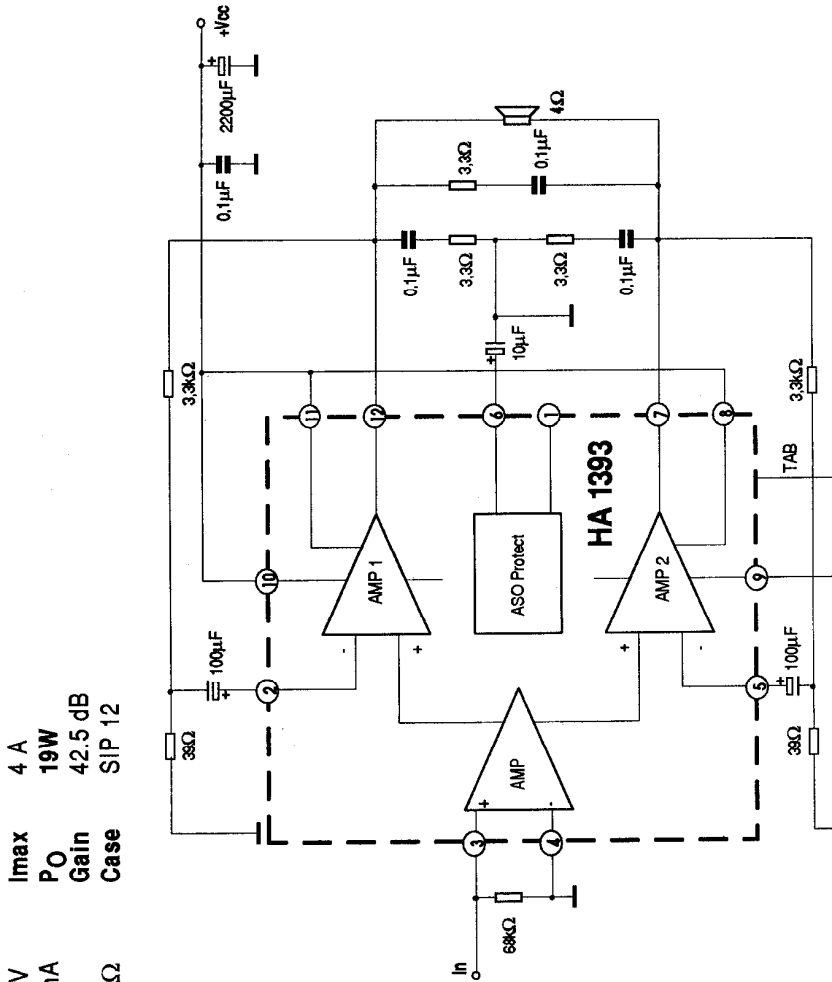 V
Imax
4 A
mA
PO
19W
Gain
42.5 dB
Ω
Case
SIP 12
+Vcc
+
2200µF
0,1µF
3,3kΩ
39Ω
100µF
+
2
10
11
12
AMP 1
-
+
0,1µF
3,3Ω
3,3Ω
0,1µF
3,3Ω
0,1µF
4Ω
10µF
+
6
1
ASO Protect
HA 1393
In
68kΩ
3
4
+
-
AMP
+
-
AMP 2
7
8
9
5
TAB
+
100µF
39Ω
3,3kΩ